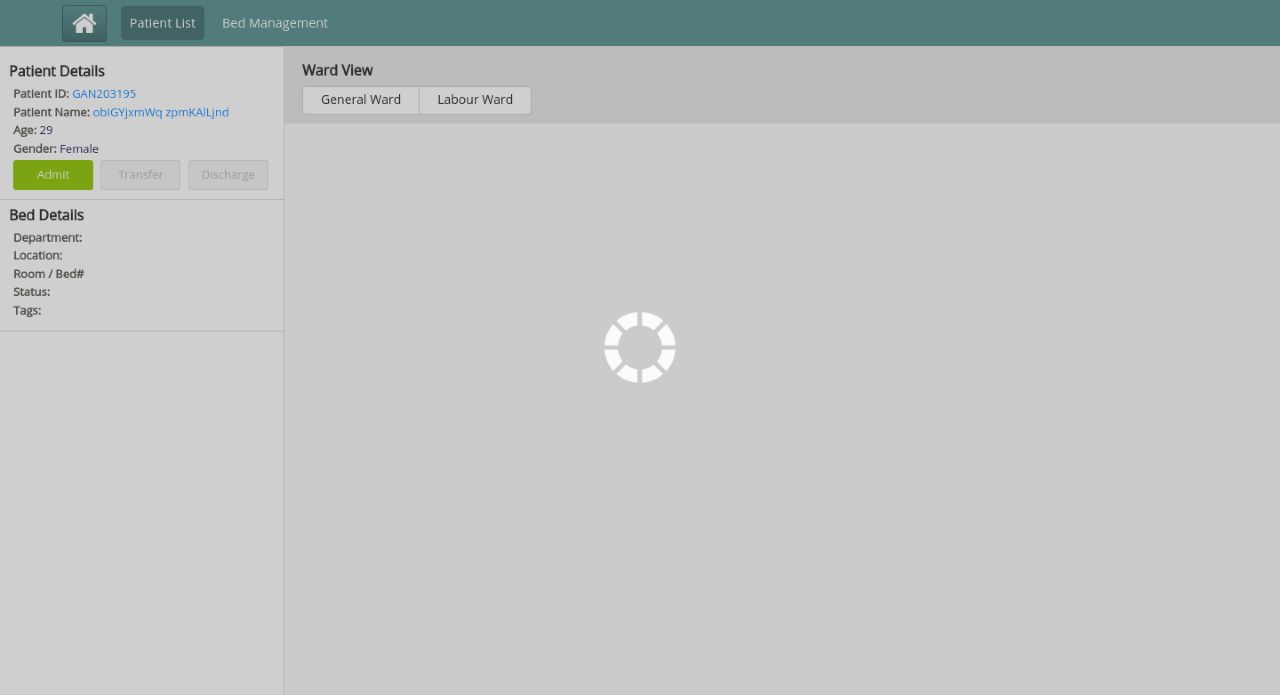 Patient List Bed Management
Patient Details
Patient ID: GAN203195
Patient Name: obIGYjxmWq zpmKAlLjnd
Age: 29
Gender: Female
Admit Transfer Discharge
Bed Details
Department:
Location:
Room / Bed#
Status:
Tags:
Ward View
General Ward Labour Ward